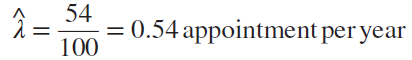 λ̂ = 54/100 = 0.54 appointment per year